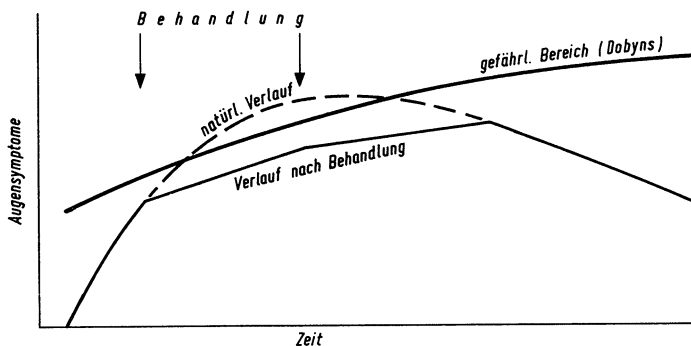 Behandlung
gefährl. Bereich (Dobyns)
natürl. Verlauf
Verlauf nach Behandlung
Augensymptome
Zeit